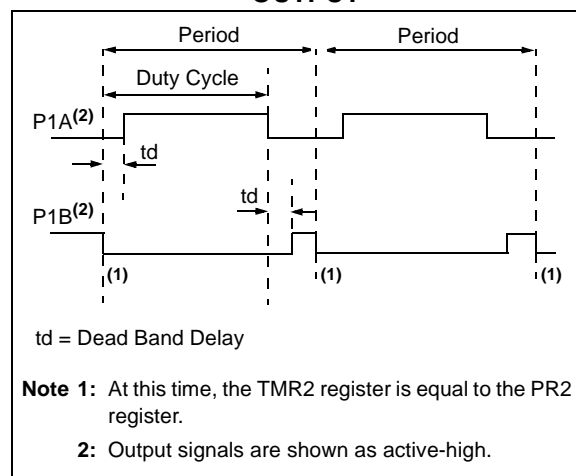 Period Period
Duty Cycle
P1A(2)
td
td
P1B(2)
(1) (1) (1)
td = Dead Band Delay
Note 1: At this time, the TMR2 register is equal to the PR2
register.
2: Output signals are shown as active-high.